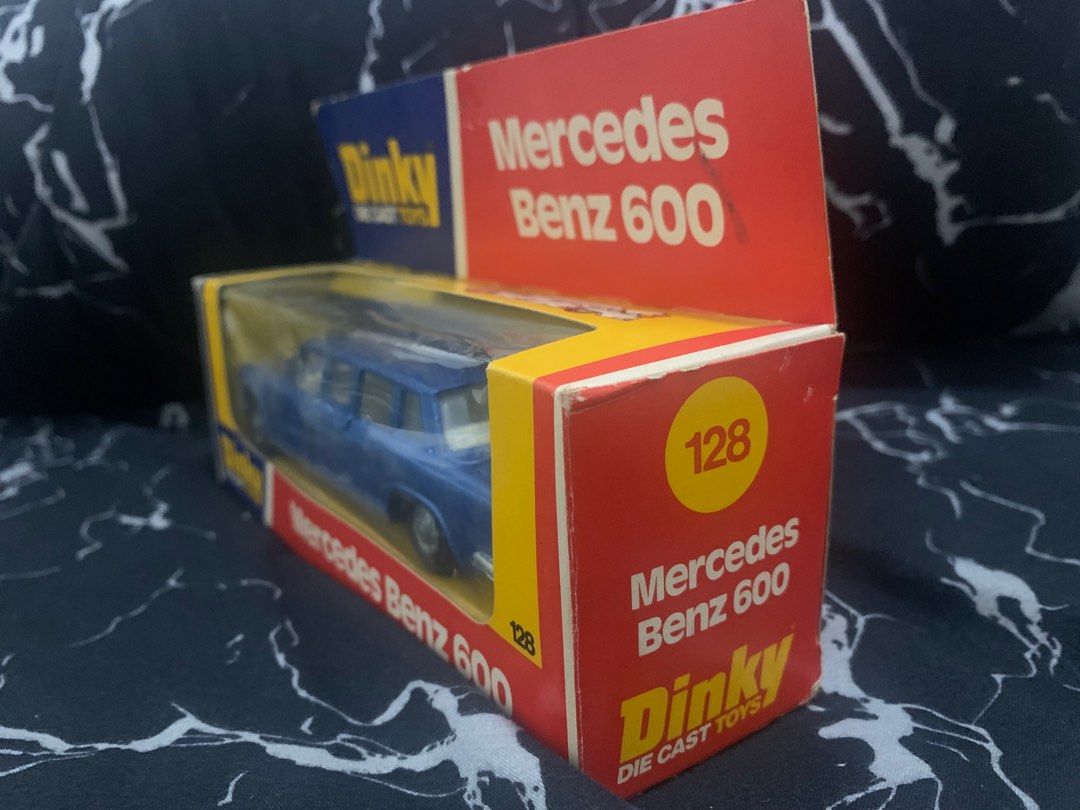 Dinky
DIE CAST TOYS
Mercedes
Benz 600
128
Mercedes
Benz 600
Dinky
DIE CAST TOYS
Dinky
Mercedes Benz 600
128